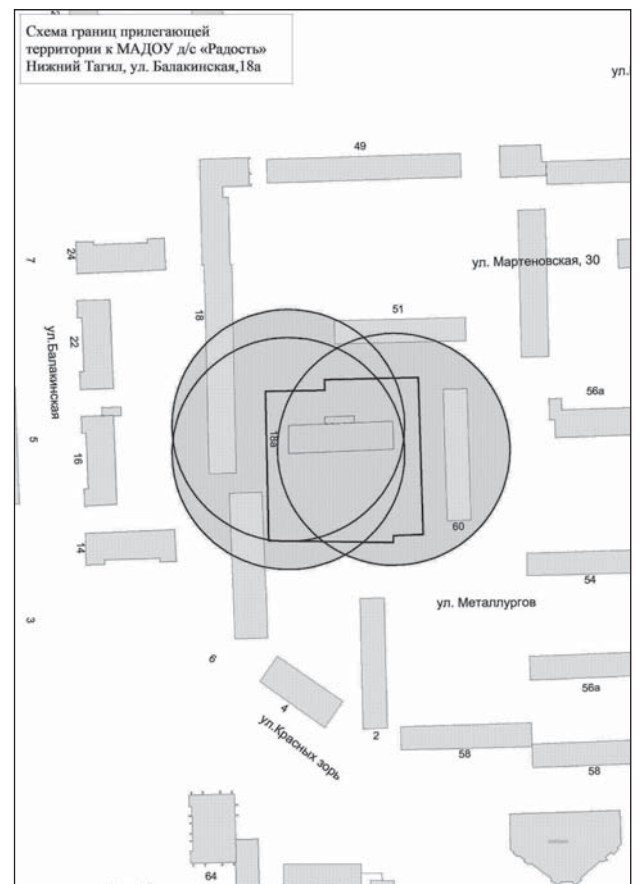 Схема границ прилегающей
территории к МАДОУ д/с «Радость»
Нижний Тагил, ул. Балакинская,18а
ул.
49
24
7
ул. Мартеновская, 30
18
51
22
ул.Балакинская
56а
5
16
18а
60
14
54
ул. Металлургов
3
6
56а
4
2
ул.Красных зорь
58
58
64